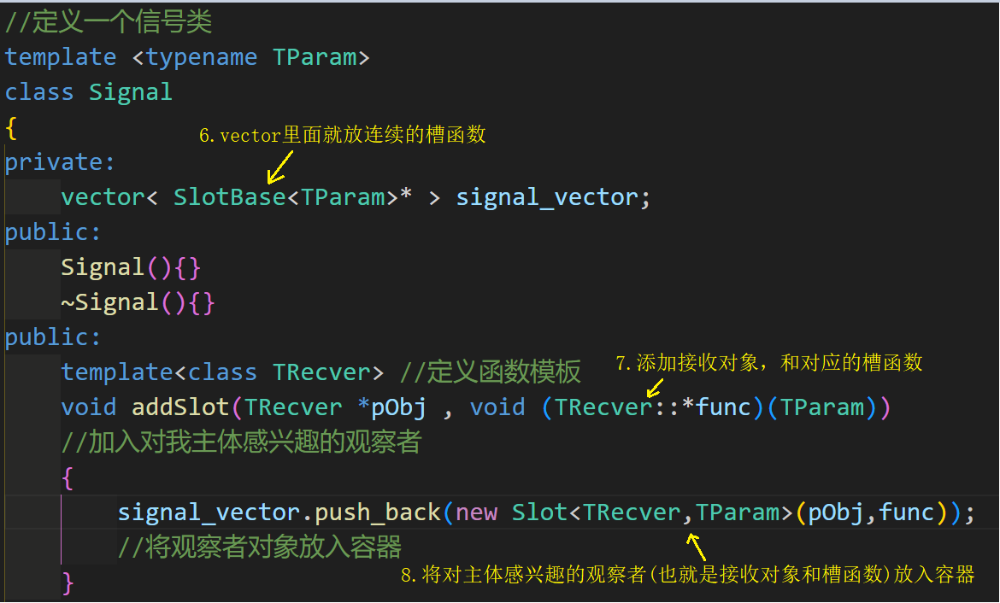 //定义一个信号类
template <typename TParam>
class Signal
{
6.vector里面就放连续的槽函数
private:
vector< SlotBase<TParam>* > signal_vector;
public:
Signal(){}
~Signal(){}
public:
template<class TRecver> //定义函数模板
7.添加接收对象，和对应的槽函数
void addSlot(TRecver *pObj , void (TRecver::*func)(TParam))
//加入对我主体感兴趣的观察者
{
signal_vector.push_back(new Slot<TRecver,TParam>(pObj,func));
//将观察者对象放入容器
8.将对主体感兴趣的观察者(也就是接收对象和槽函数)放入容器
}